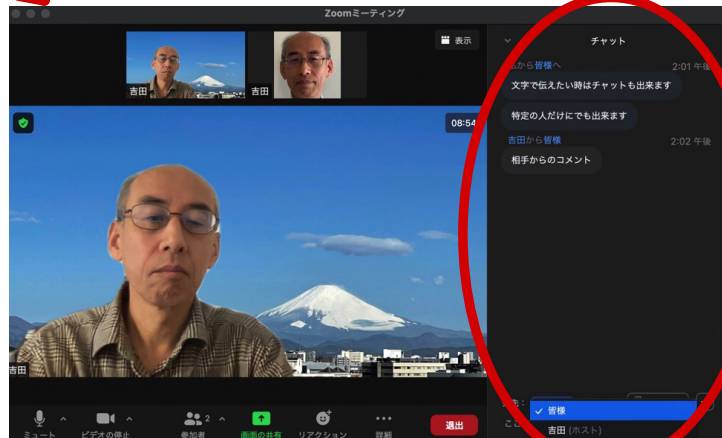 Zoomミーティング
表示
吉田
吉田
08:54
吉田
ミュート
ビデオの停止
2
参加者
画面の共有
リアクション
詳細
退出
チャット
から皆様へ
2:01 午後
文字で伝えたい時はチャットも出来ます
特定の人だけにでも出来ます
吉田から皆様
2:02 午後
相手からのコメント
皆様
吉田 (ホスト)